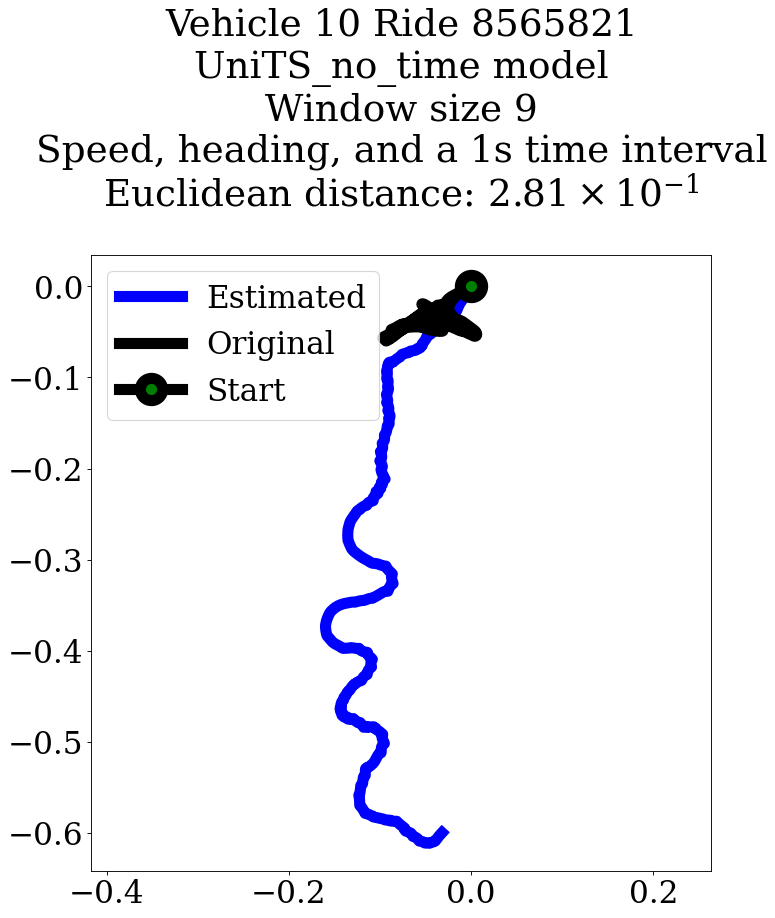 Vehicle 10 Ride 8565821
UniTS_no_time model
Window size 9
Speed, heading, and a 1s time interval
Euclidean distance: 2.81 × 10⁻¹
Estimated
Original
Start
0.0
−0.1
−0.2
−0.3
−0.4
−0.5
−0.6
−0.4 −0.2 0.0 0.2